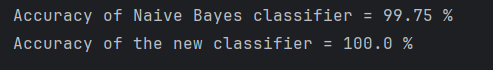 Accuracy of Naive Bayes classifier = 99.75 %
Accuracy of the new classifier = 100.0 %